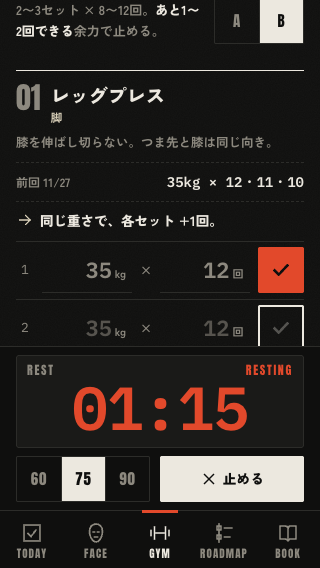 2〜3セット × 8〜12回。あと1〜
2回できる余力で止める。
A B
01 レッグプレス
脚
膝を伸ばし切らない。つま先と膝は同じ向き。
前回 11/27 35kg × 12・11・10
→ 同じ重さで、各セット +1回。
1 35 kg × 12 回 ✓
2 35 kg × 12 回 ✓
REST RESTING
01:15
60 75 90 × 止める
TODAY FACE GYM ROADMAP BOOK